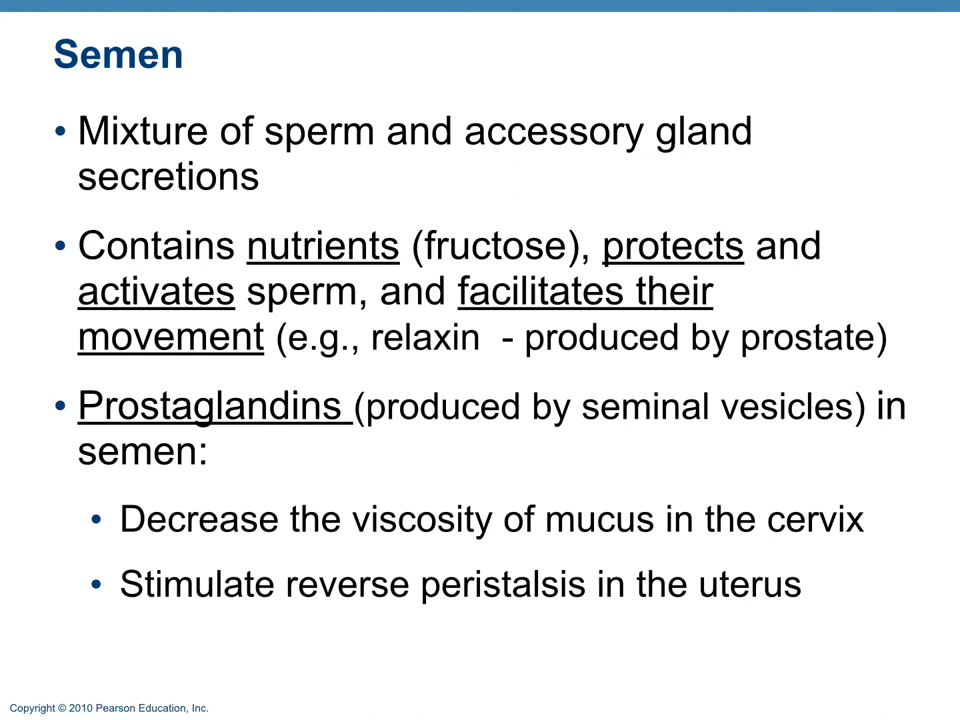 Semen
• Mixture of sperm and accessory gland
secretions
• Contains nutrients (fructose), protects and
activates sperm, and facilitates their
movement (e.g., relaxin - produced by prostate)
• Prostaglandins (produced by seminal vesicles) in
semen:
• Decrease the viscosity of mucus in the cervix
• Stimulate reverse peristalsis in the uterus
Copyright © 2010 Pearson Education, Inc.